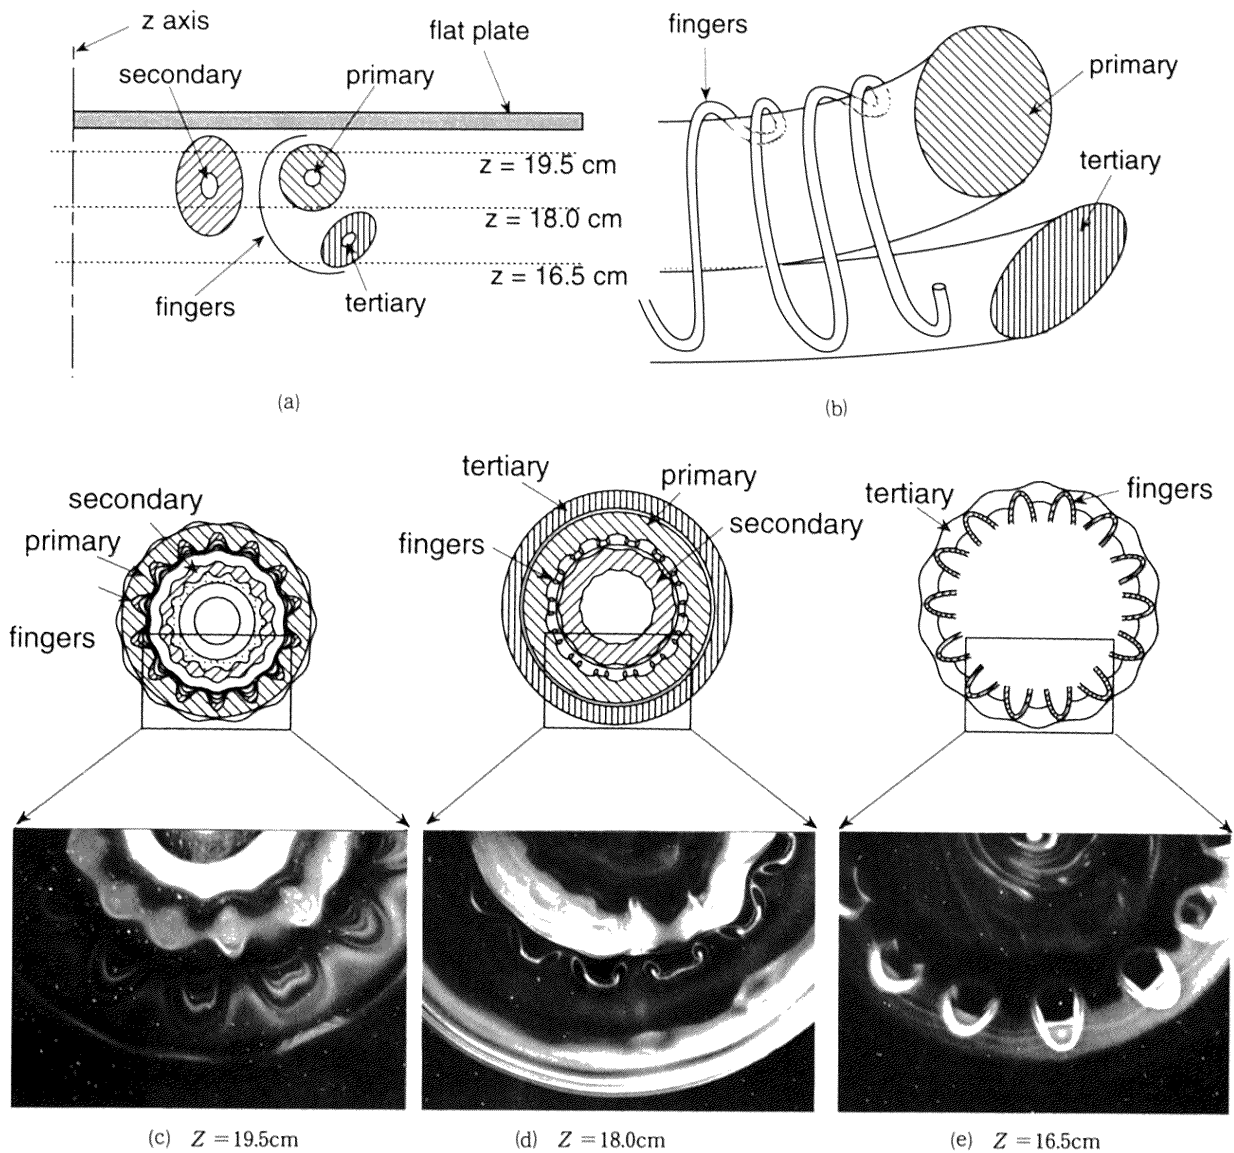 z axis
flat plate
secondary
primary
z = 19.5 cm
z = 18.0 cm
z = 16.5 cm
fingers
tertiary
(a)
fingers
primary
tertiary
(b)
secondary
primary
fingers
tertiary
primary
secondary
fingers
tertiary
fingers
(c) Z = 19.5cm
(d) Z = 18.0cm
(e) Z = 16.5cm